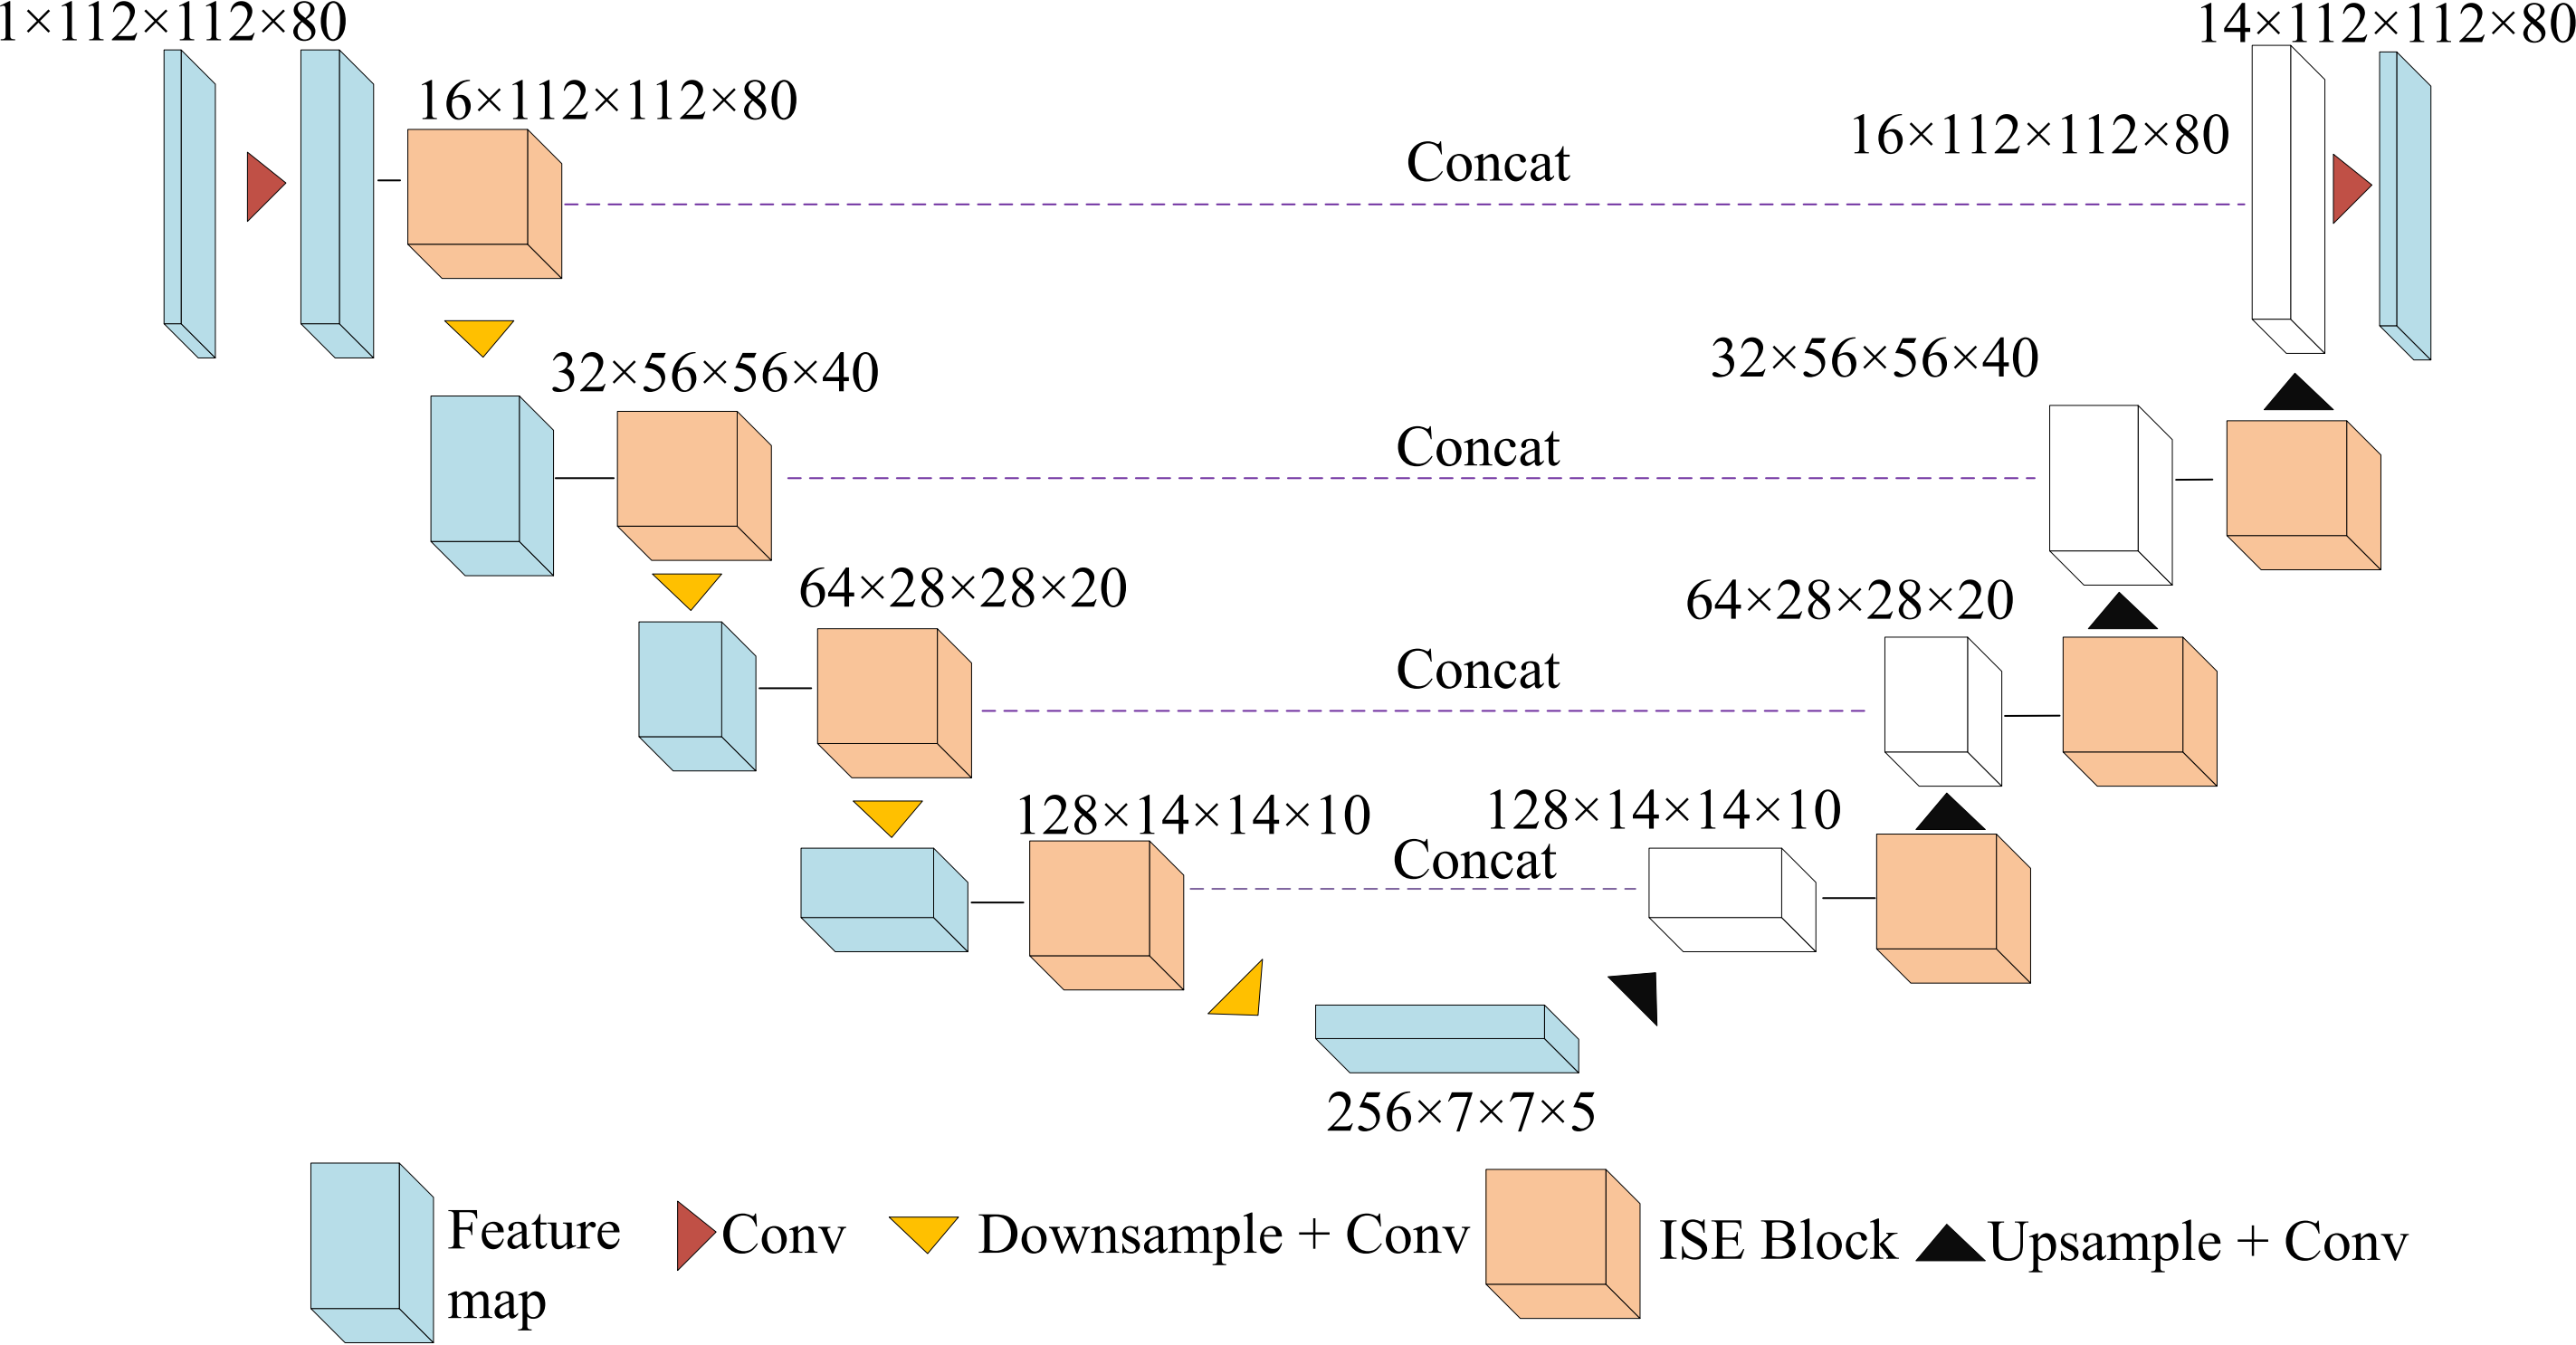 1×112×112×80
14×112×112×80
16×112×112×80
16×112×112×80
Concat
32×56×56×40
32×56×56×40
Concat
64×28×28×20
64×28×28×20
Concat
128×14×14×10
128×14×14×10
Concat
256×7×7×5
Feature
map
Conv
Downsample + Conv
ISE Block
Upsample + Conv